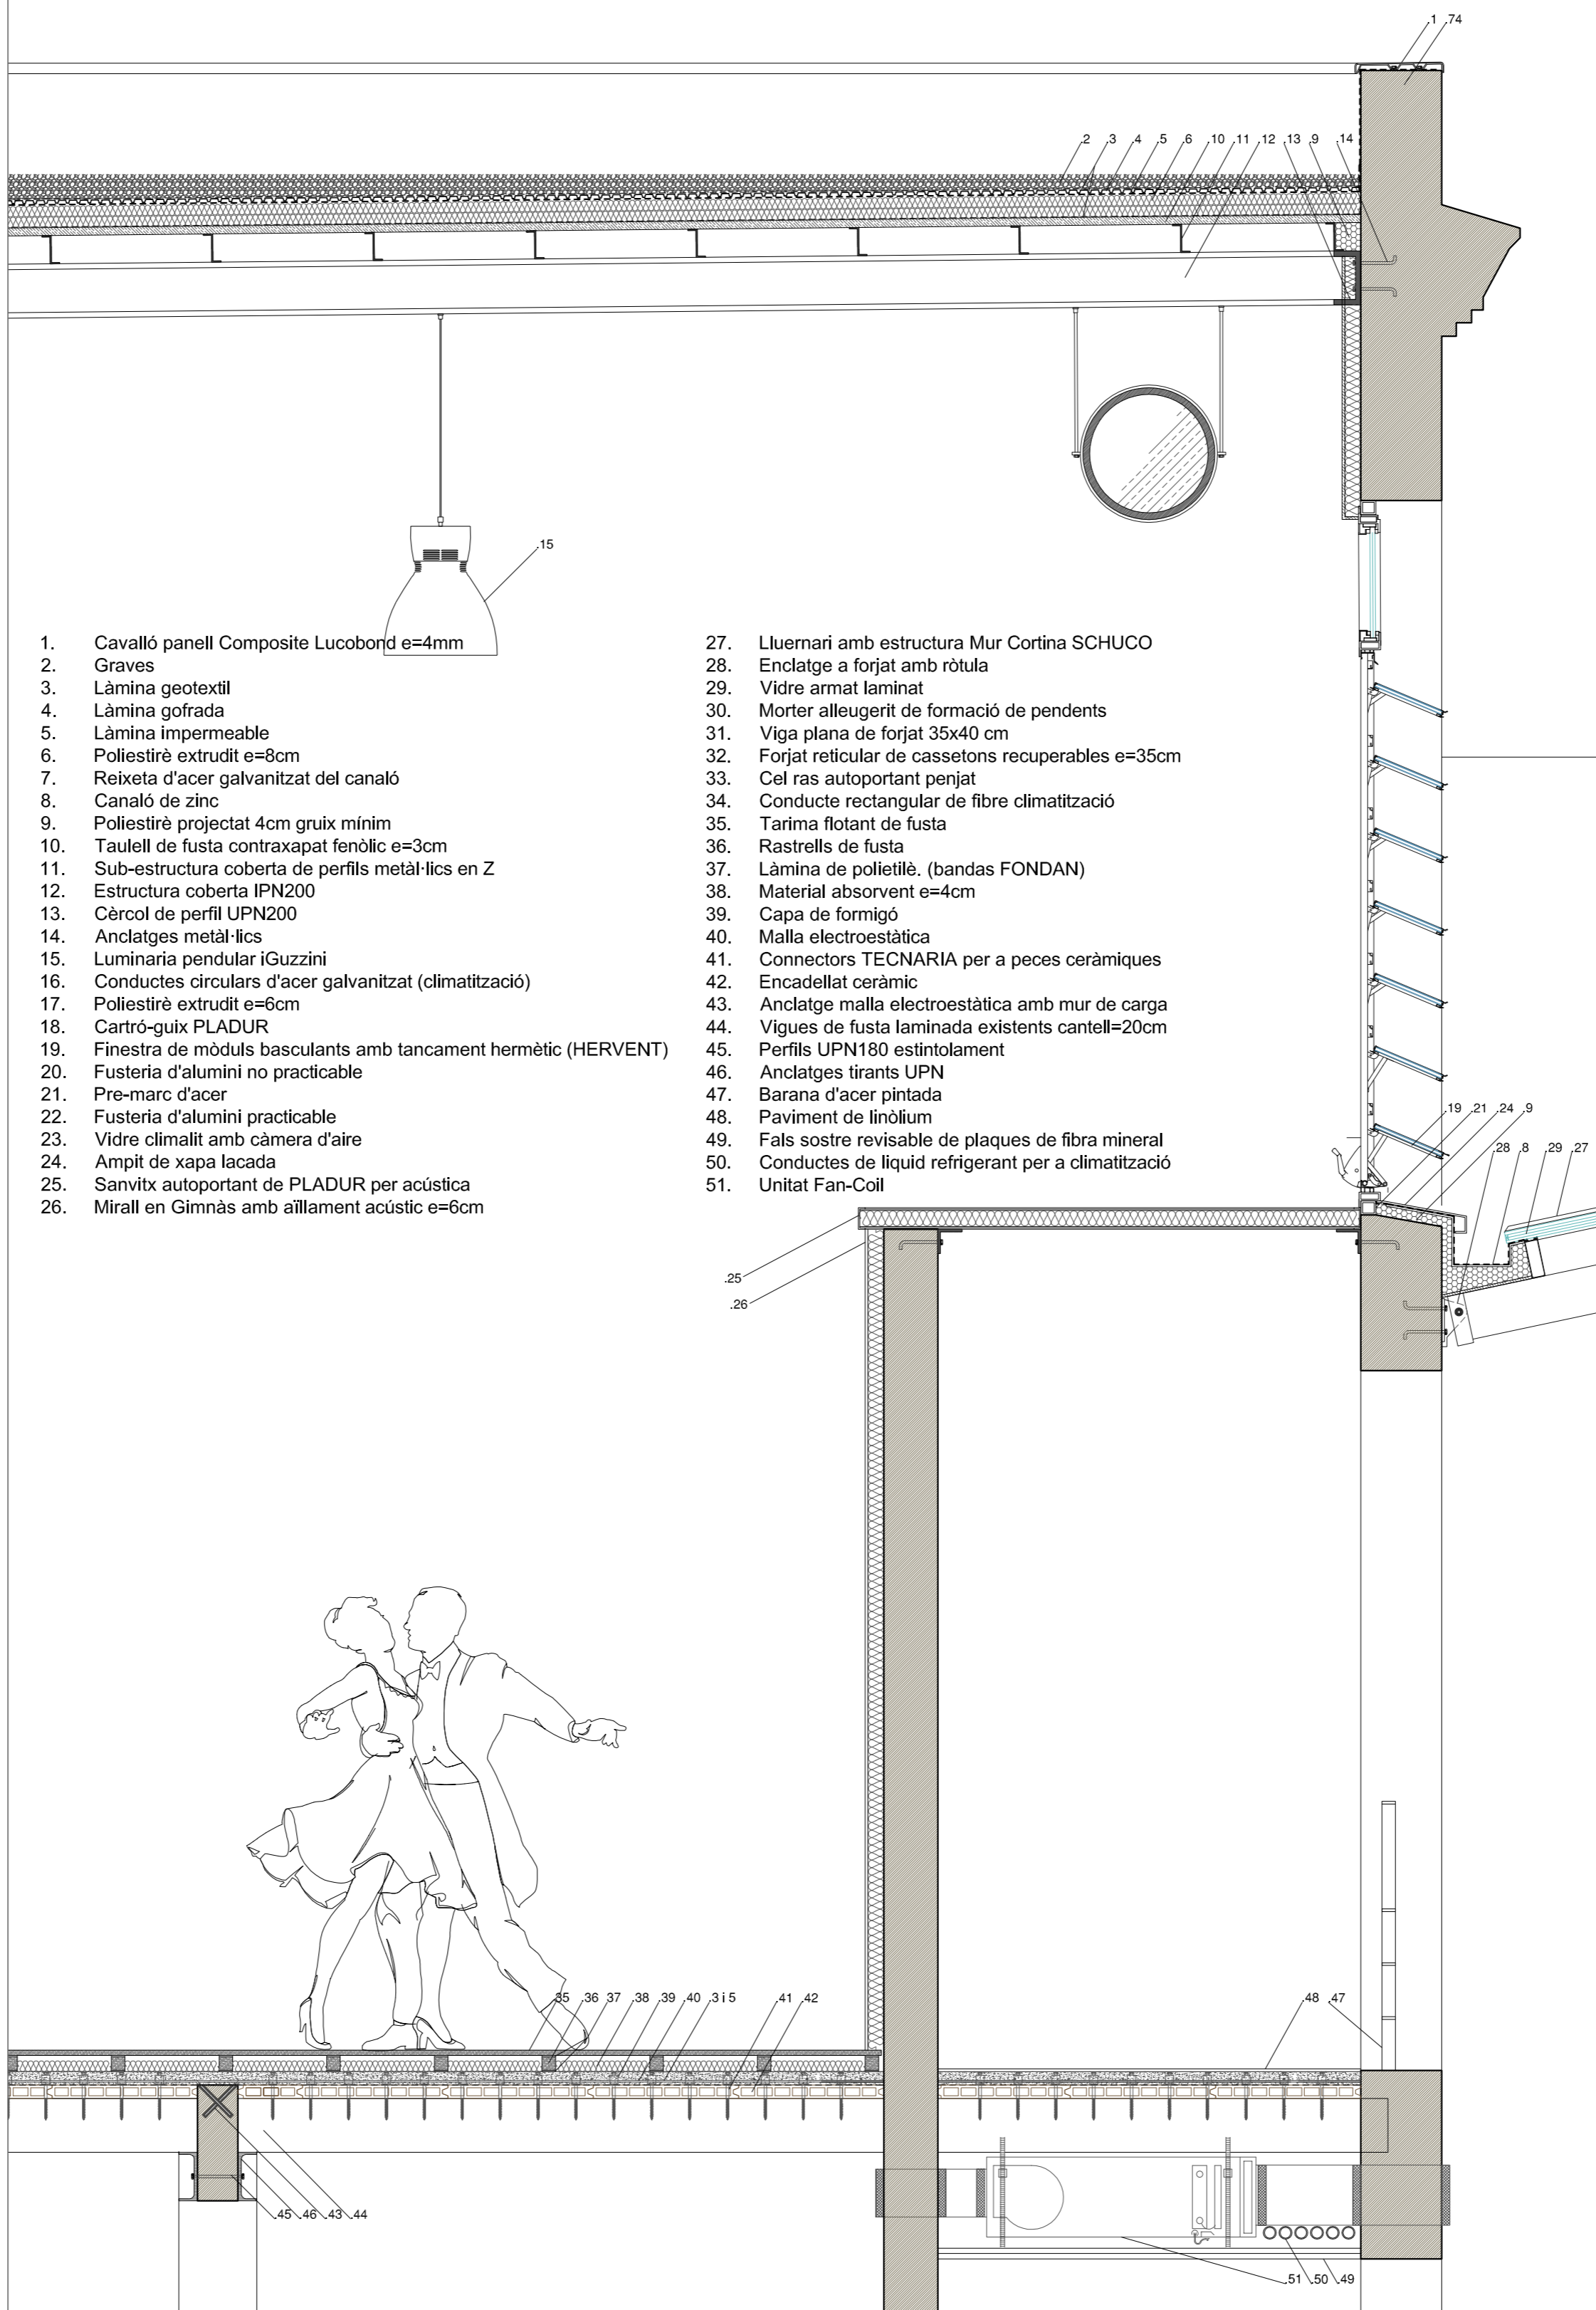 .1 .74
.2 .3 .4 .5 .6 .10 .11 .12 .13 .9 .14
.15
1. Cavalló panell Composite Lucobond e=4mm
2. Graves
3. Làmina geotextil
4. Làmina gofrada
5. Làmina impermeable
6. Poliestirè extrudit e=8cm
7. Reixeta d'acer galvanitzat del canaló
8. Canaló de zinc
9. Poliestirè projectat 4cm gruix mínim
10. Taulell de fusta contraxapat fenòlic e=3cm
11. Sub-estructura coberta de perfils metàl·lics en Z
12. Estructura coberta IPN200
13. Cèrcol de perfil UPN200
14. Anclatges metàl·lics
15. Luminaria pendular iGuzzini
16. Conductes circulars d'acer galvanitzat (climatització)
17. Poliestirè extrudit e=6cm
18. Cartró-guix PLADUR
19. Finestra de mòduls basculants amb tancament hermètic (HERVENT)
20. Fusteria d'alumini no practicable
21. Pre-marc d'acer
22. Fusteria d'alumini practicable
23. Vidre climalit amb càmera d'aire
24. Ampit de xapa lacada
25. Sanvitx autoportant de PLADUR per acústica
26. Mirall en Gimnàs amb aïllament acústic e=6cm
27. Lluernari amb estructura Mur Cortina SCHUCO
28. Enclatge a forjat amb ròtula
29. Vidre armat laminat
30. Morter alleugerit de formació de pendents
31. Viga plana de forjat 35x40 cm
32. Forjat reticular de cassetons recuperables e=35cm
33. Cel ras autoportant penjat
34. Conducte rectangular de fibre climatització
35. Tarima flotant de fusta
36. Rastrells de fusta
37. Làmina de polietilè. (bandas FONDAN)
38. Material absorvent e=4cm
39. Capa de formigó
40. Malla electroestàtica
41. Connectors TECNARIA per a peces ceràmiques
42. Encadellat ceràmic
43. Anclatge malla electroestàtica amb mur de carga
44. Vigues de fusta laminada existents cantell=20cm
45. Perfils UPN180 estintolament
46. Anclatges tirants UPN
47. Barana d'acer pintada
48. Paviment de linòlium
49. Fals sostre revisable de plaques de fibra mineral
50. Conductes de liquid refrigerant per a climatització
51. Unitat Fan-Coil
.19 .21 .24 .9
.28 .8 .29 .27
.25
.26
.35 .36 .37 .38 .39 .40 .3 i 5 .41 .42
.48 .47
.45 .46 .43 .44
.51 .50 .49